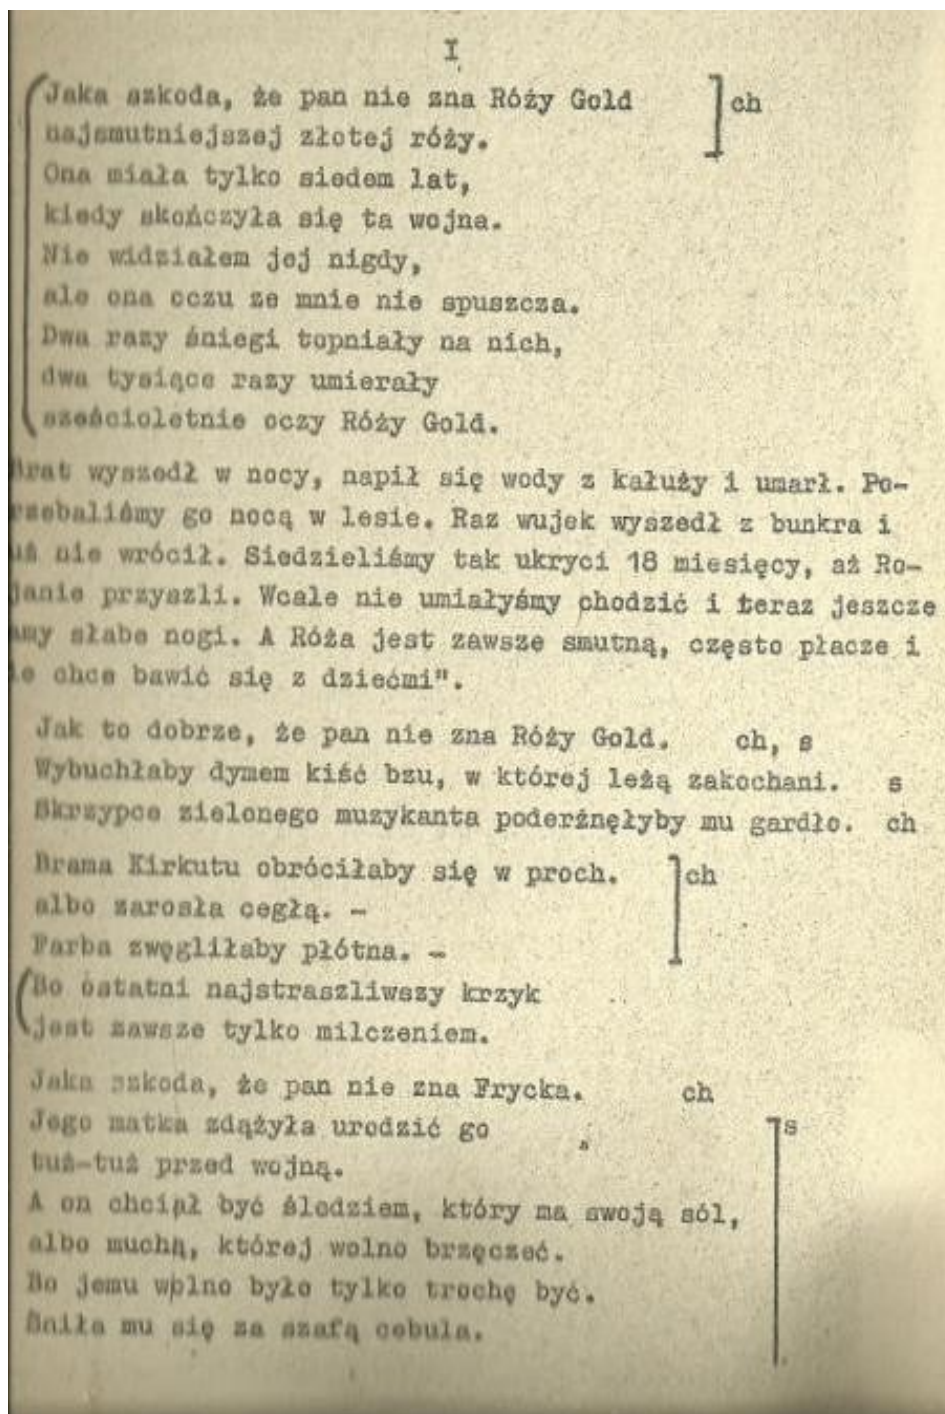 I
Jaka szkoda, że pan nie zna Róży Gold ch
najsmutniejszej złotej róży.
Ona miała tylko siedem lat,
kiedy skończyła się ta wojna.
Nie widziałem jej nigdy,
ale ona oczu ze mnie nie spuszcza.
Dwa razy śniegi topniały na nich,
dwa tysiące razy umierały
sześcioletnie oczy Róży Gold.
Brat wyszedł w nocy, napił się wody z kałuży i umarł. Po-
rzebaliśmy go nocą w lesie. Raz wujek wyszedł z bunkra i
uż nie wrócił. Siedzieliśmy tak ukryci 18 miesięcy, aż Ro-
janie przyszli. Wcale nie umiałyśmy chodzić i teraz jeszcze
amy słabe nogi. A Róża jest zawsze smutną, często płacze i
ie chce bawić się z dziećmi".
Jak to dobrze, że pan nie zna Róży Gold. ch, s
Wybuchłaby dymem kiść bzu, w której leżą zakochani. s
Skrzypce zielonego muzykanta poderżnęłyby mu gardło. ch
Brama Kirkutu obróciłaby się w proch. ch
albo zarosła cegłą. -
Farba zwęgliłaby płótna. -
Bo ostatni najstraszliwszy krzyk
jest zawsze tylko milczeniem.
Jaka szkoda, że pan nie zna Frycka. ch
Jego matka zdążyła urodzić go s
tuż-tuż przed wojną.
A on chciał być śledziem, który ma swoją sól,
albo muchą, której wolno brzęczeć.
Bo jemu wolno było tylko trochę być.
Śniła mu się za szafą cebula.